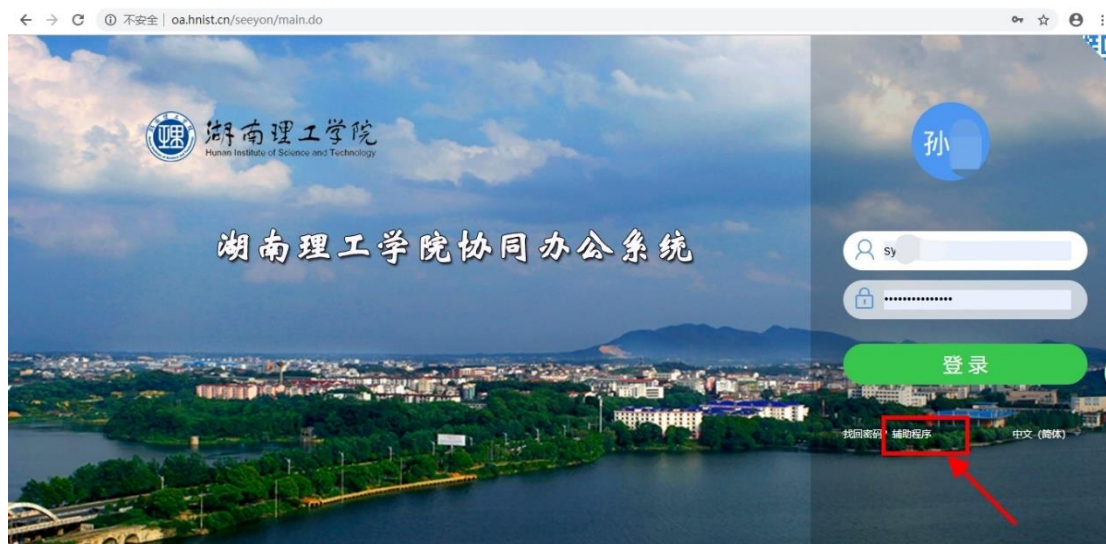 不安全 | oa.hnist.cn/seeyon/main.do
湖南理工学院
Hunan Institute of Science and Technology
孙
湖南理工学院协同办公系统
sy
•••••••••••••••
登录
找回密码 辅助程序 中文 (简体)